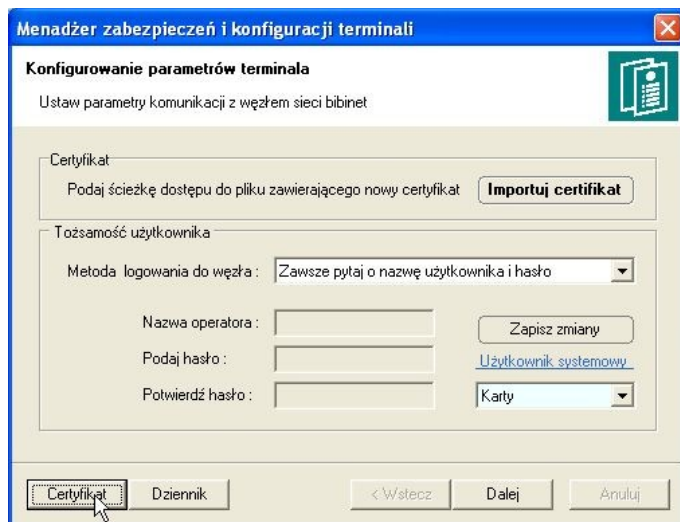 Menadżer zabezpieczeń i konfiguracji terminali
Konfigurowanie parametrów terminala
Ustaw parametry komunikacji z węzłem sieci bibinet
Certyfikat
Podaj ścieżkę dostępu do pliku zawierającego nowy certyfikat
Importuj certifikat
Tożsamość użytkownika
Metoda logowania do węzła :
Zawsze pytaj o nazwę użytkownika i hasło
Nazwa operatora :
Zapisz zmiany
Podaj hasło :
Użytkownik systemowy
Potwierdź hasło :
Karty
Certyfikat
Dziennik
< Wstecz
Dalej
Anuluj